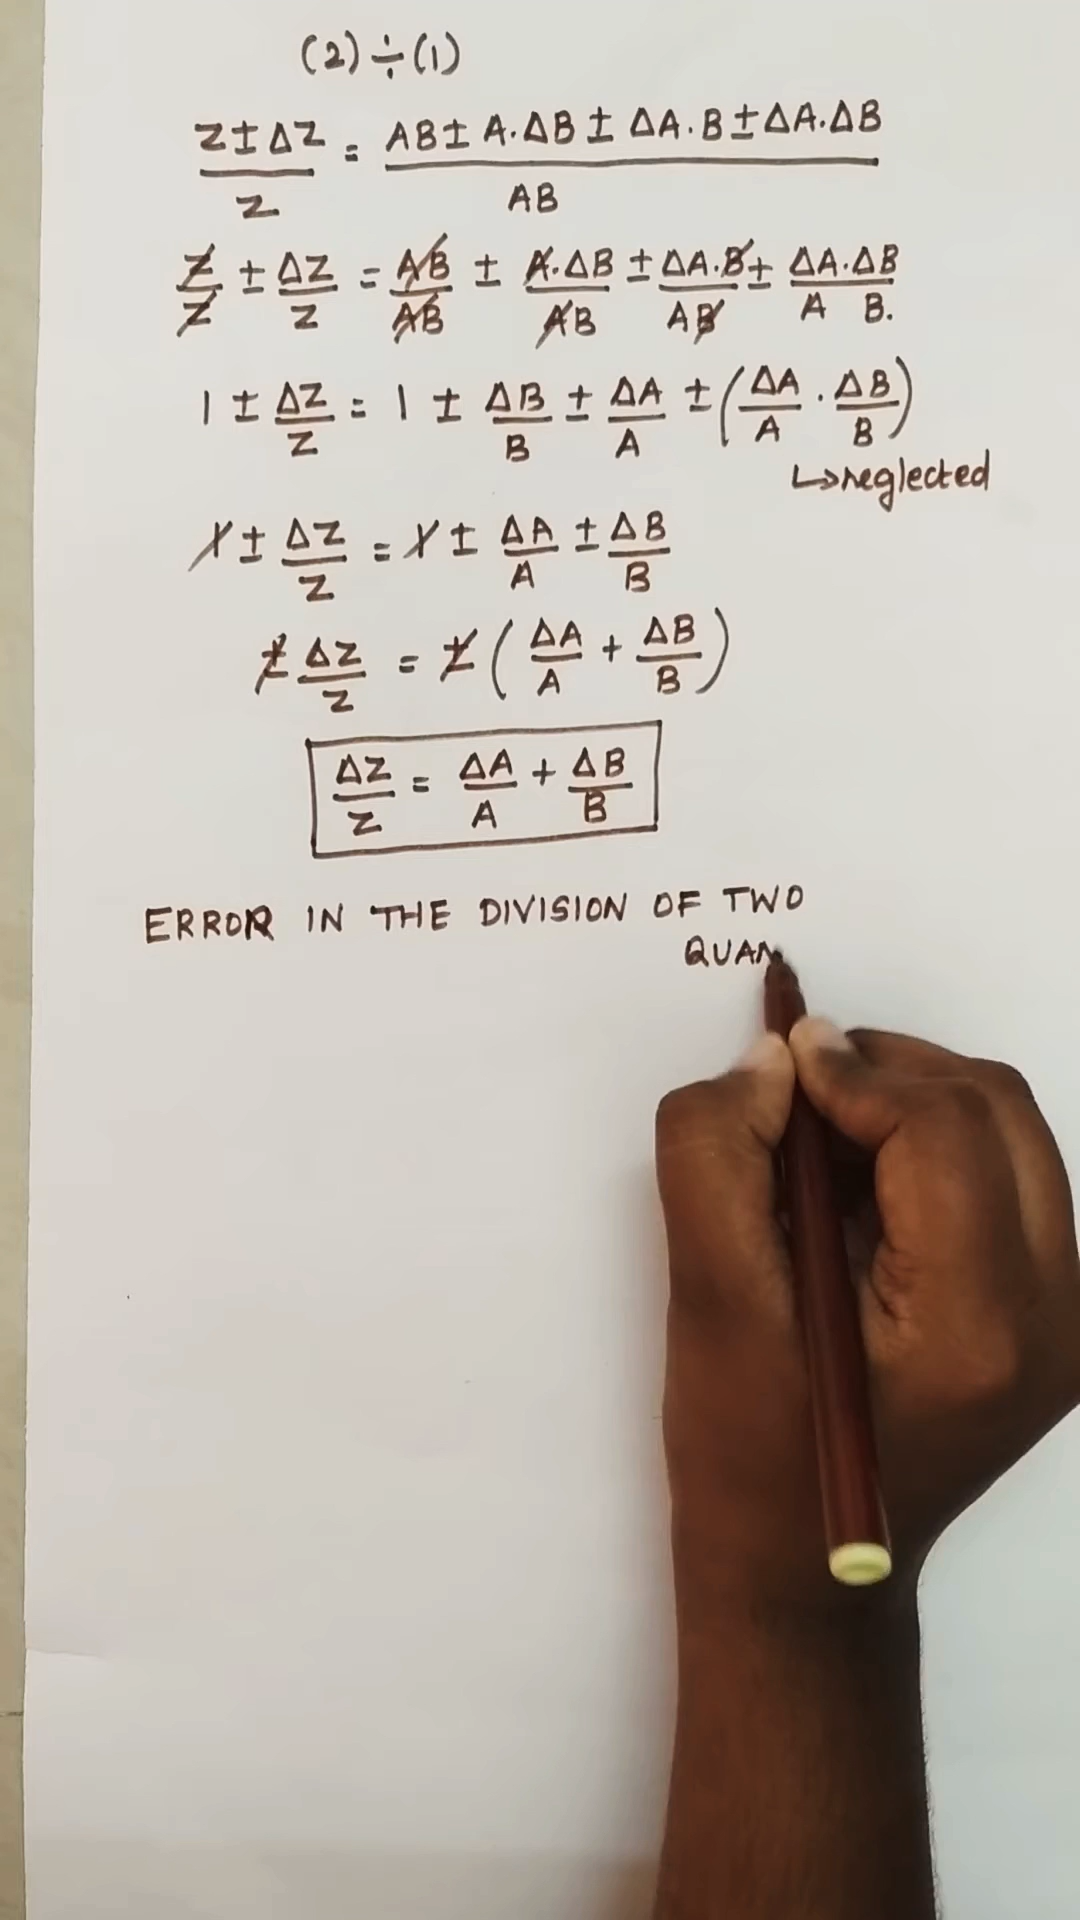 (2) ÷ (1)
Z ± ΔZ / Z = AB ± A.ΔB ± ΔA.B ± ΔA.ΔB / AB
Z/Z ± ΔZ/Z = AB/AB ± A.ΔB/AB ± ΔA.B/AB ± ΔA.ΔB/A B.
1 ± ΔZ/Z = 1 ± ΔB/B ± ΔA/A ± (ΔA/A . ΔB/B)
↳neglected
1 ± ΔZ/Z = 1 ± ΔA/A ± ΔB/B
± ΔZ/Z = ± (ΔA/A + ΔB/B)
ΔZ/Z = ΔA/A + ΔB/B
ERROR IN THE DIVISION OF TWO
QUAN